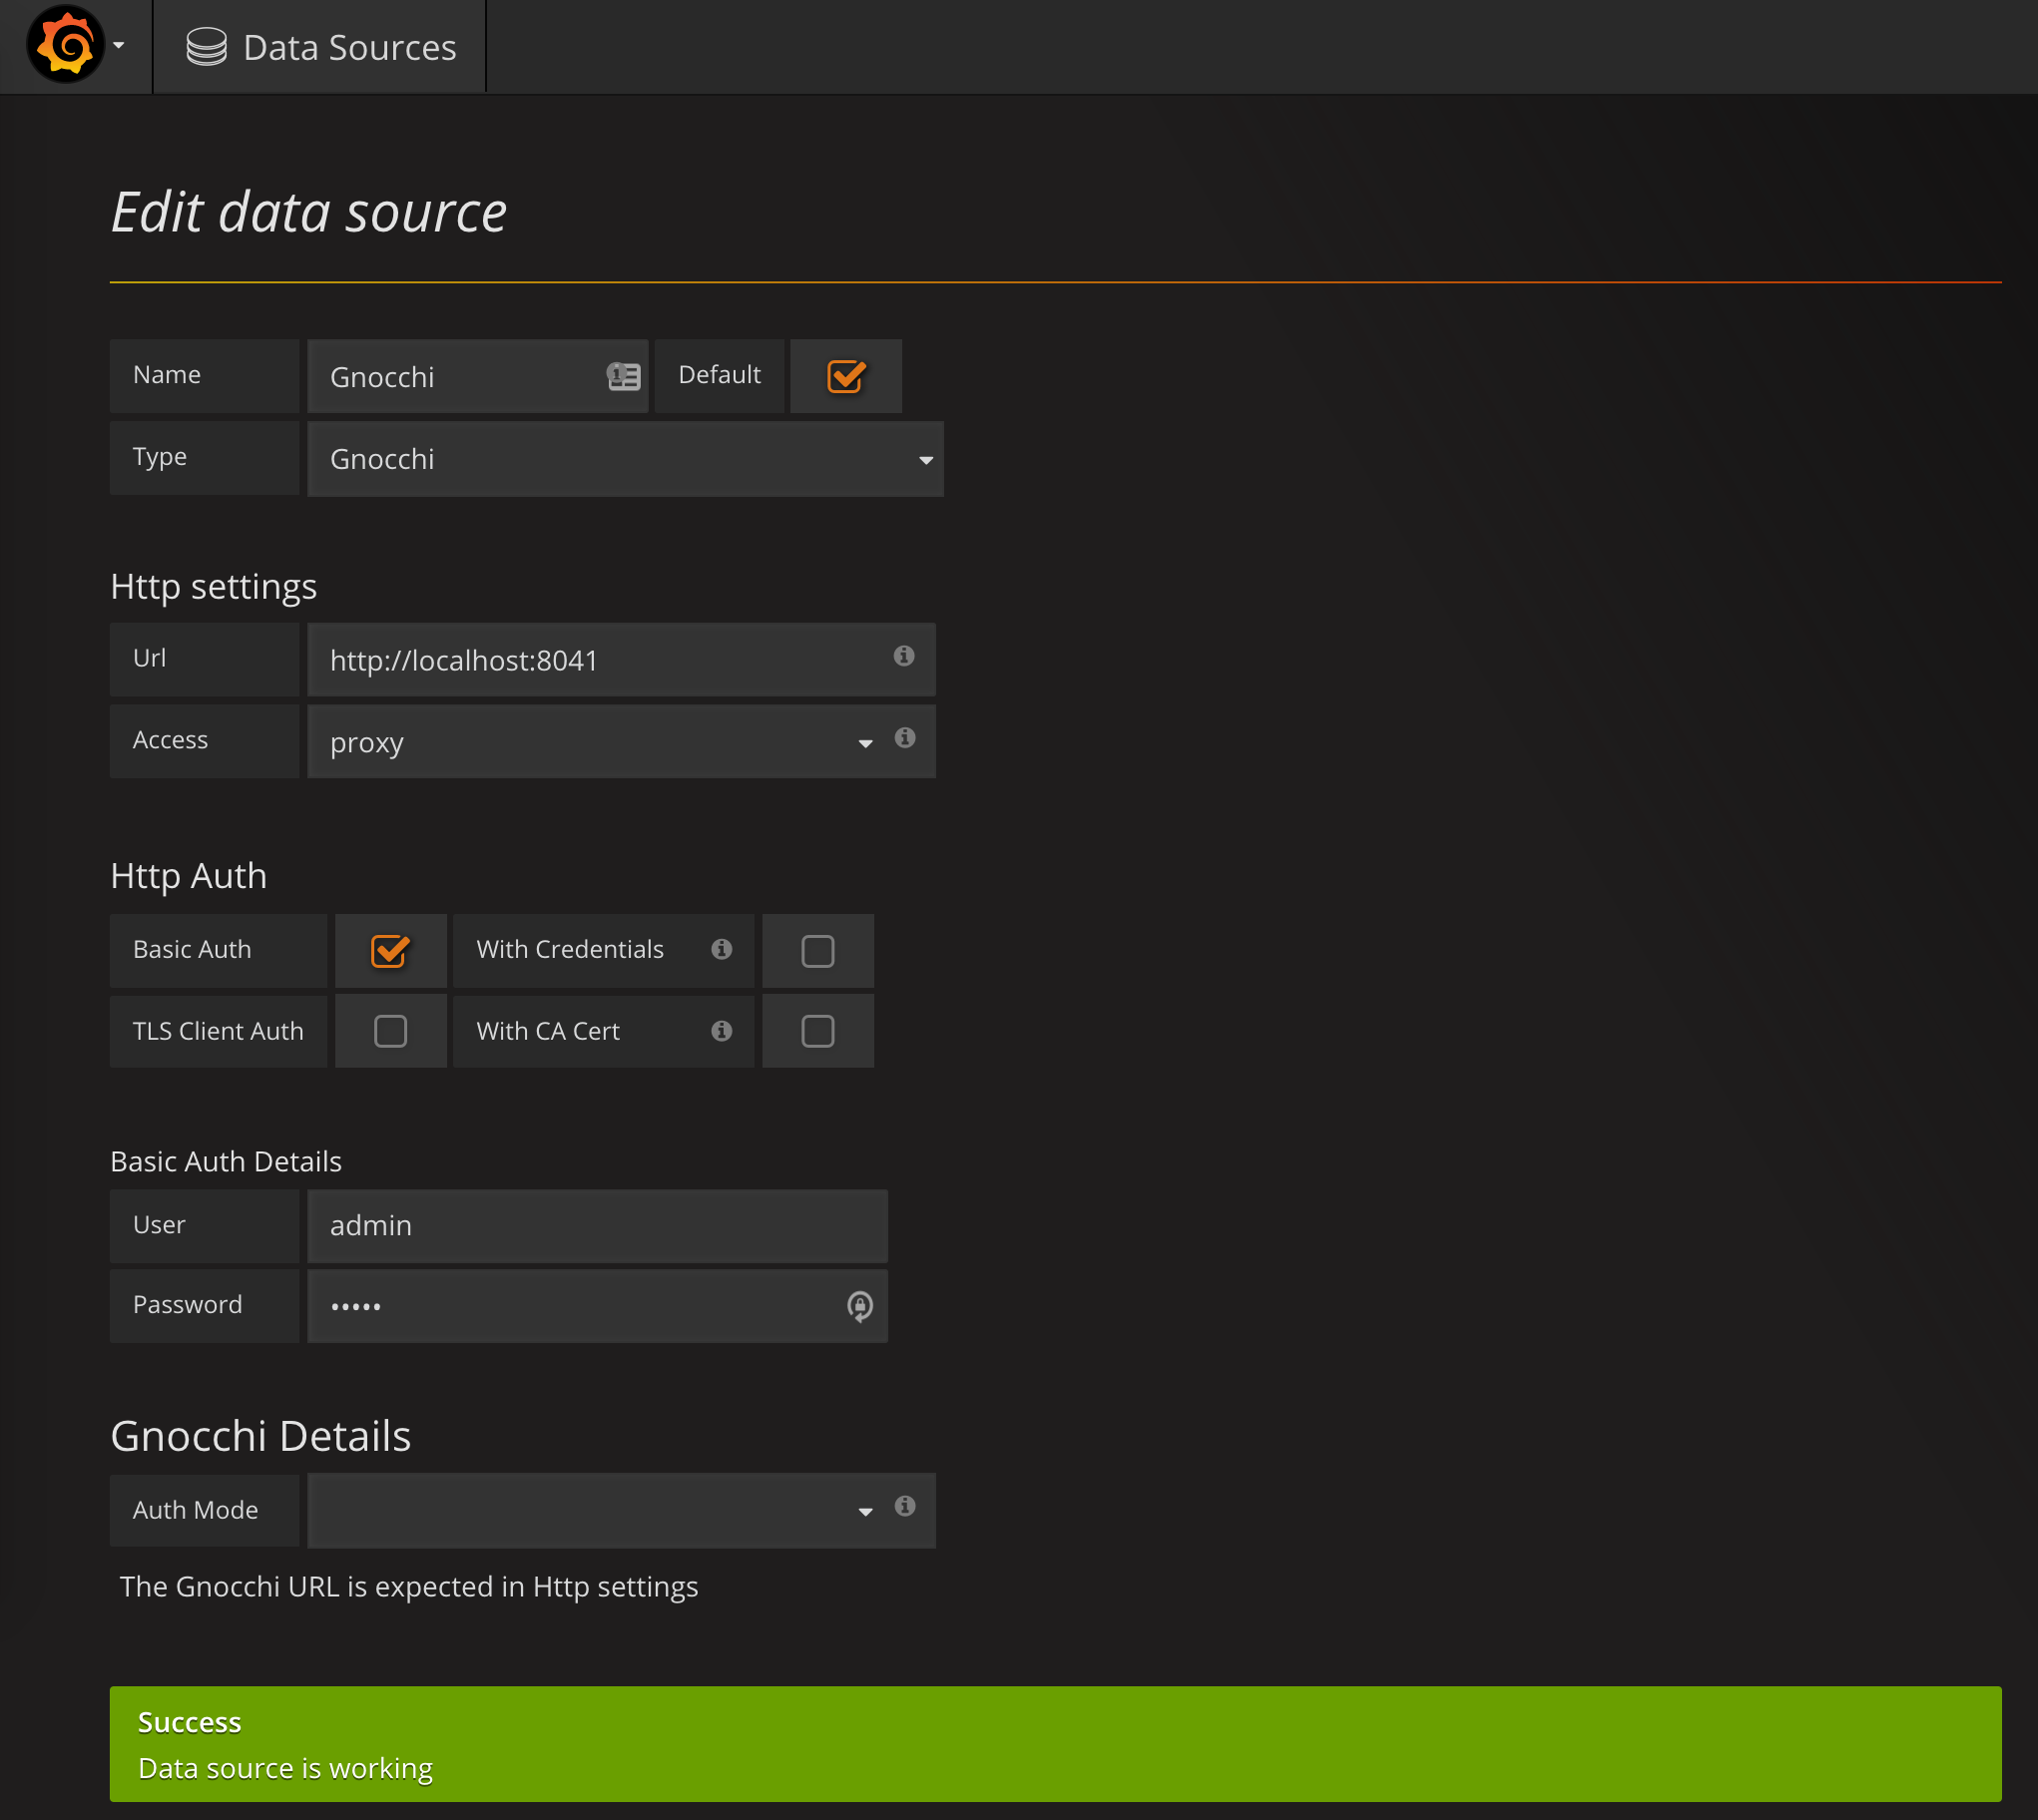 Data Sources
Edit data source
Name Gnocchi Default
Type Gnocchi
Http settings
Url http://localhost:8041
Access proxy
Http Auth
Basic Auth With Credentials
TLS Client Auth With CA Cert
Basic Auth Details
User admin
Password •••••
Gnocchi Details
Auth Mode
The Gnocchi URL is expected in Http settings
Success
Data source is working